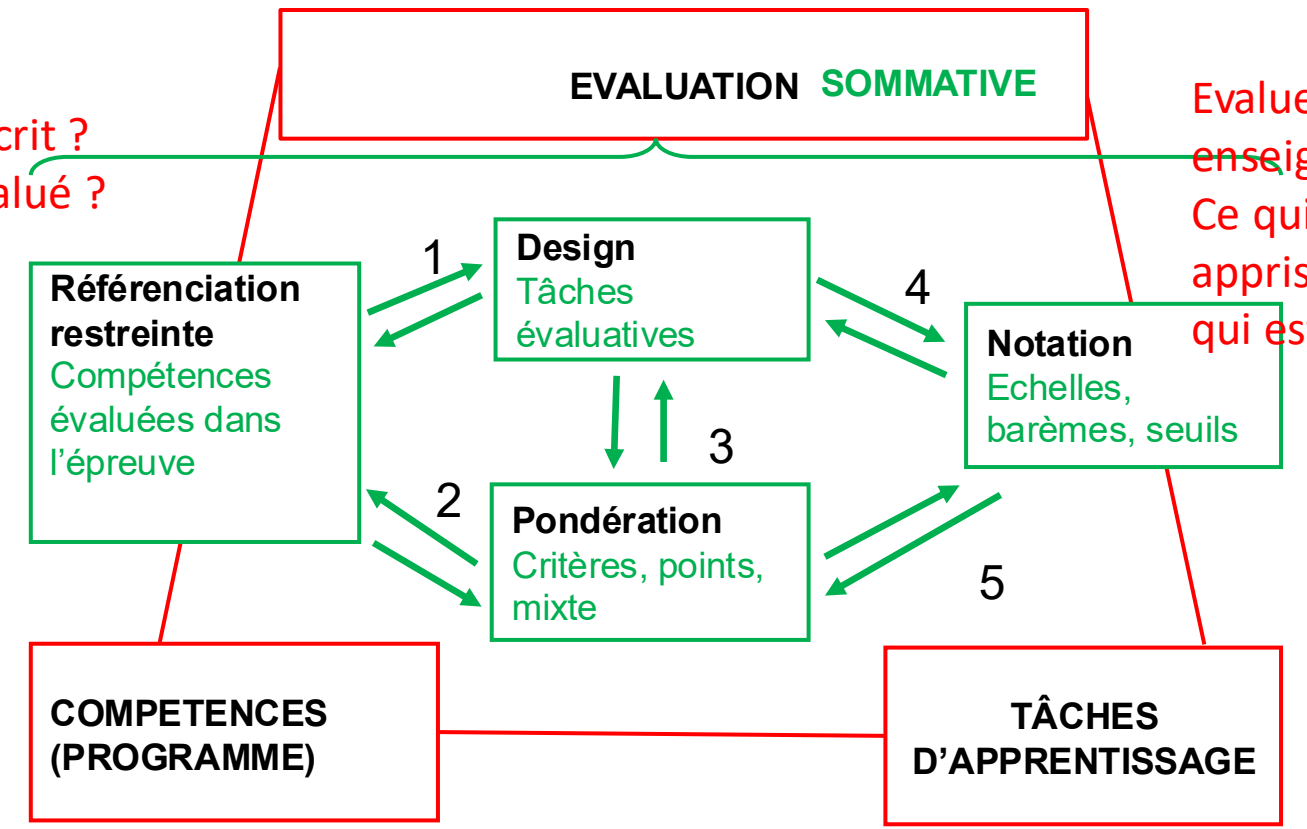 EVALUATION SOMMATIVE
crit ?
alué ?
Evalue
enseig
Ce qui
appris
qui est
1
Design
Tâches
évaluatives
4
Référenciation
restreinte
Compétences
évaluées dans
l’épreuve
Notation
Echelles,
barèmes, seuils
3
2
Pondération
Critères, points,
mixte
5
COMPETENCES
(PROGRAMME)
TÂCHES
D’APPRENTISSAGE